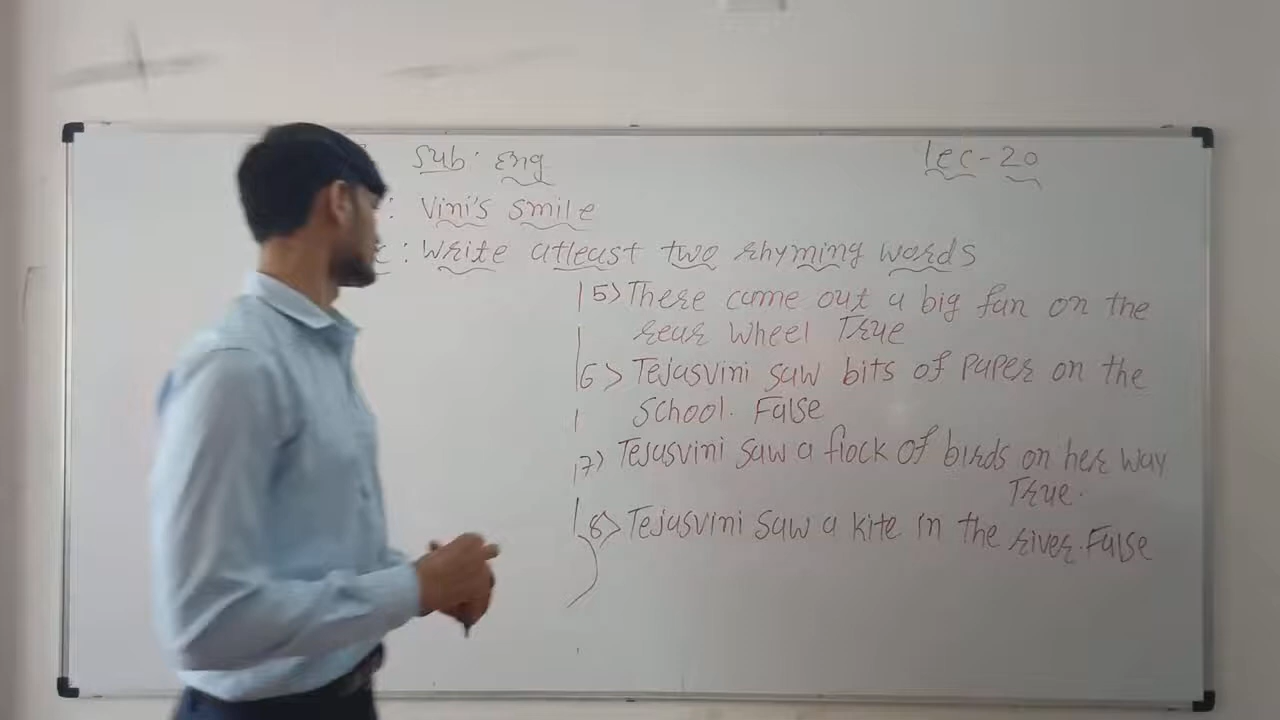 Sub: Eng
Lec-20
: Vini's smile
: Write atleast two rhyming words
5> There came out a big fan on the
rear wheel True
6> Tejasvini saw bits of paper on the
School. False
7) Tejasvini saw a flock of birds on her way
True.
8> Tejasvini saw a kite in the river. False